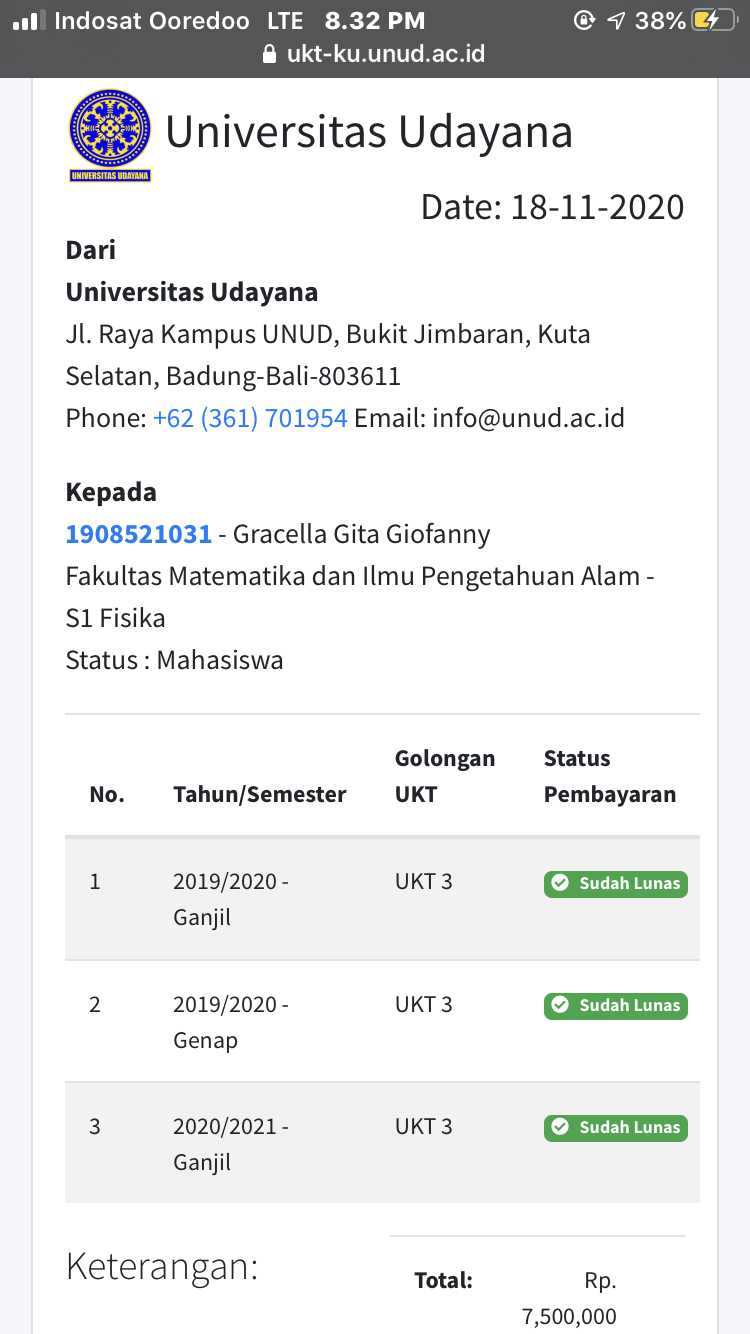 Indosat Ooredoo LTE 8.32 PM 38%
ukt-ku.unud.ac.id
UNIVERSITAS UDAYANA
Universitas Udayana
Date: 18-11-2020
Dari
Universitas Udayana
Jl. Raya Kampus UNUD, Bukit Jimbaran, Kuta
Selatan, Badung-Bali-803611
Phone: +62 (361) 701954 Email: info@unud.ac.id
Kepada
1908521031 - Gracella Gita Giofanny
Fakultas Matematika dan Ilmu Pengetahuan Alam -
S1 Fisika
Status : Mahasiswa
No. Tahun/Semester Golongan UKT Status Pembayaran
1 2019/2020 - Ganjil UKT 3 Sudah Lunas
2 2019/2020 - Genap UKT 3 Sudah Lunas
3 2020/2021 - Ganjil UKT 3 Sudah Lunas
Keterangan:
Total: Rp.
7,500,000